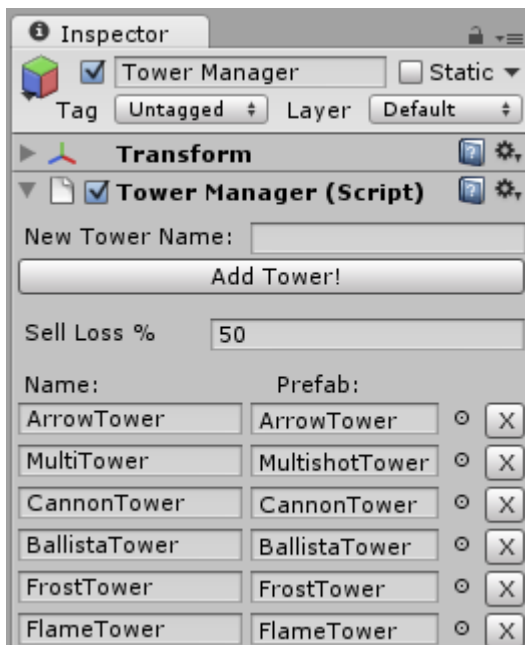 Inspector
Tower Manager Static
Tag Untagged Layer Default
Transform
Tower Manager (Script)
New Tower Name:
Add Tower!
Sell Loss % 50
Name: Prefab:
ArrowTower ArrowTower X
MultiTower MultishotTower X
CannonTower CannonTower X
BallistaTower BallistaTower X
FrostTower FrostTower X
FlameTower FlameTower X